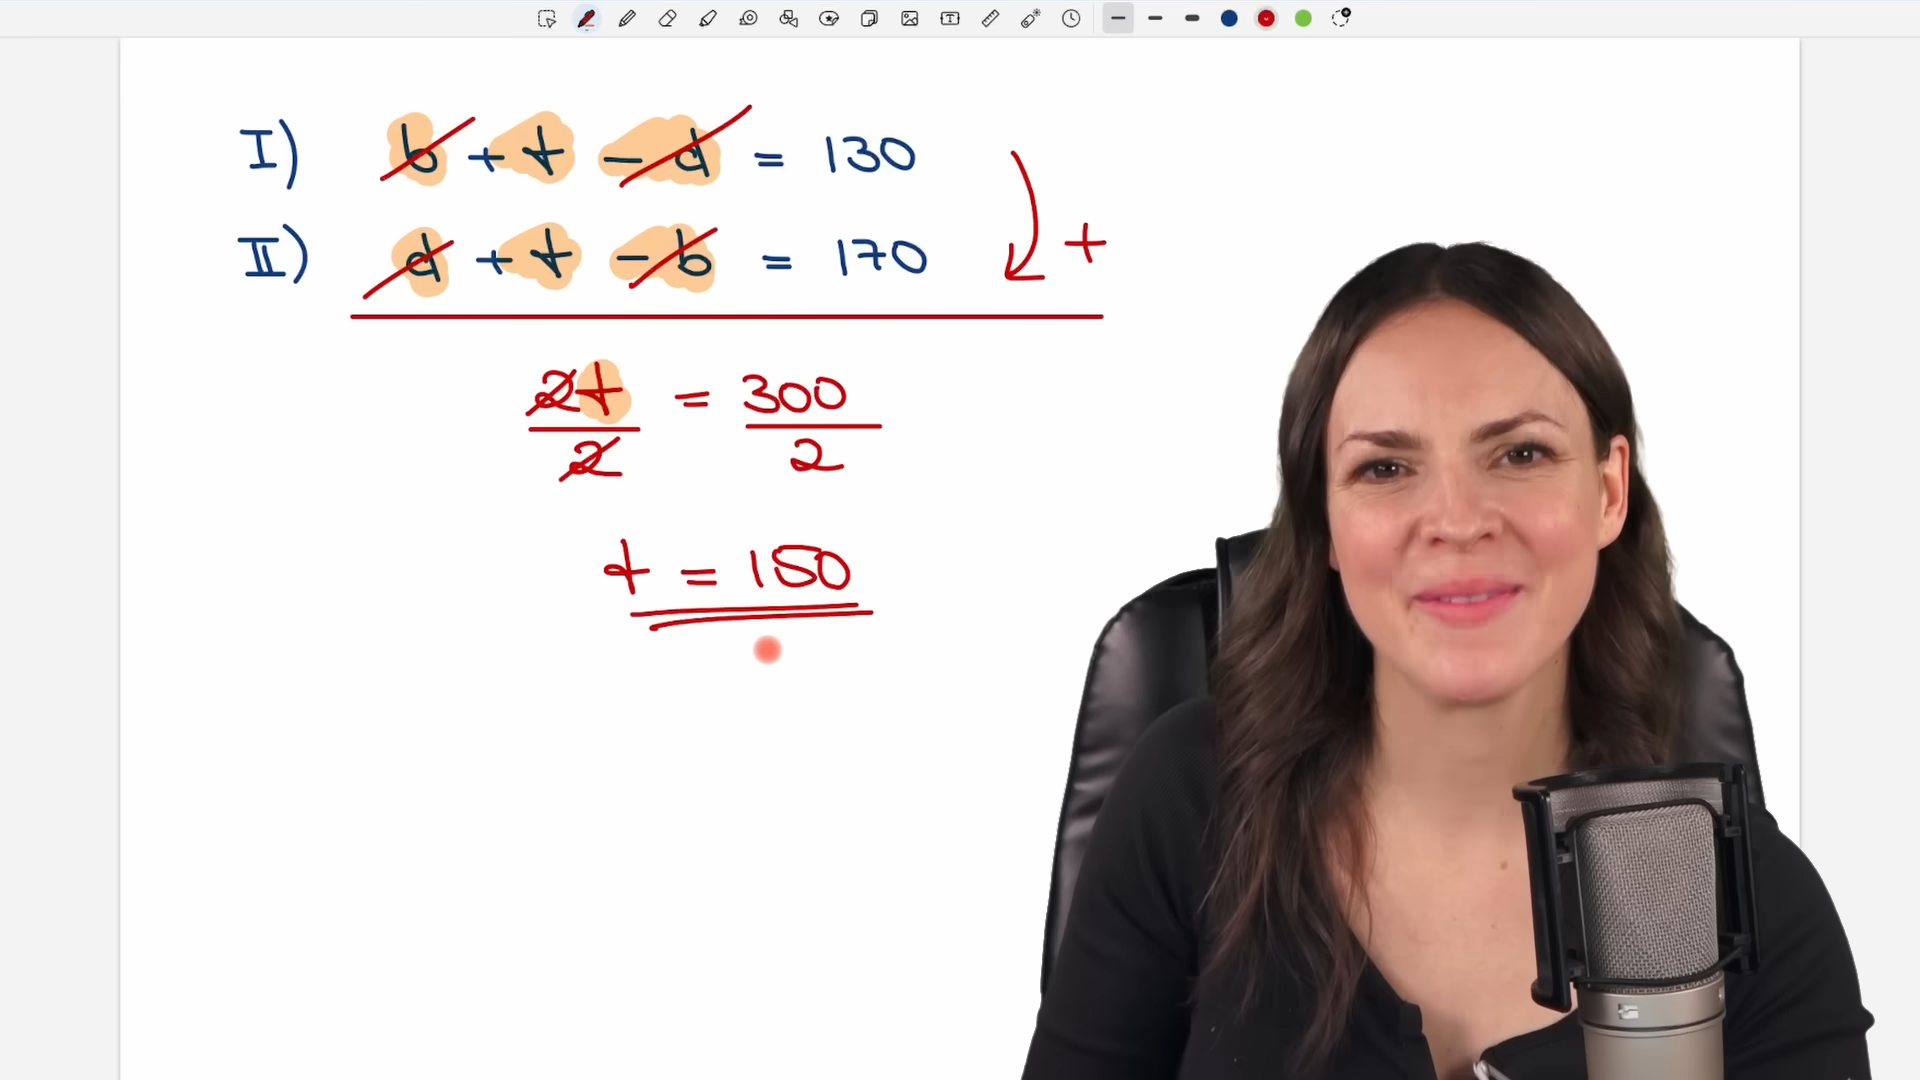 I) b + t - d = 130
II) d + t - b = 170
+
2t = 300
2 2
t = 150